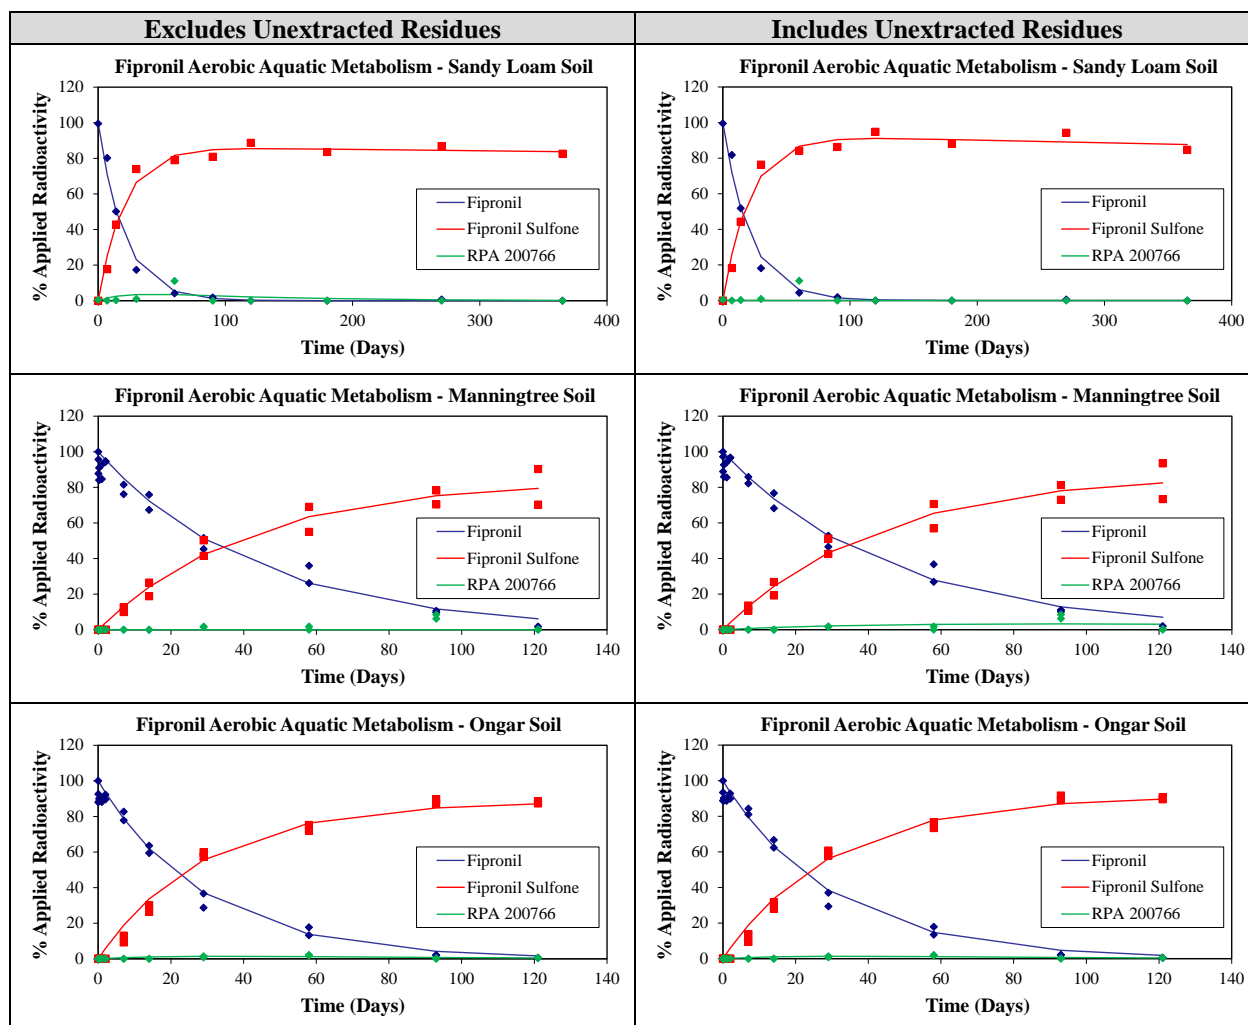 Excludes Unextracted Residues
Includes Unextracted Residues
Fipronil Aerobic Aquatic Metabolism - Sandy Loam Soil
120
100
80
60
40
20
0
% Applied Radioactivity
Fipronil
Fipronil Sulfone
RPA 200766
0 100 200 300 400
Time (Days)
Fipronil Aerobic Aquatic Metabolism - Sandy Loam Soil
120
100
80
60
40
20
0
% Applied Radioactivity
Fipronil
Fipronil Sulfone
RPA 200766
0 100 200 300 400
Time (Days)
Fipronil Aerobic Aquatic Metabolism - Manningtree Soil
120
100
80
60
40
20
0
% Applied Radioactivity
Fipronil
Fipronil Sulfone
RPA 200766
0 20 40 60 80 100 120 140
Time (Days)
Fipronil Aerobic Aquatic Metabolism - Manningtree Soil
120
100
80
60
40
20
0
% Applied Radioactivity
Fipronil
Fipronil Sulfone
RPA 200766
0 20 40 60 80 100 120 140
Time (Days)
Fipronil Aerobic Aquatic Metabolism - Ongar Soil
120
100
80
60
40
20
0
% Applied Radioactivity
Fipronil
Fipronil Sulfone
RPA 200766
0 20 40 60 80 100 120 140
Time (Days)
Fipronil Aerobic Aquatic Metabolism - Ongar Soil
120
100
80
60
40
20
0
% Applied Radioactivity
Fipronil
Fipronil Sulfone
RPA 200766
0 20 40 60 80 100 120 140
Time (Days)